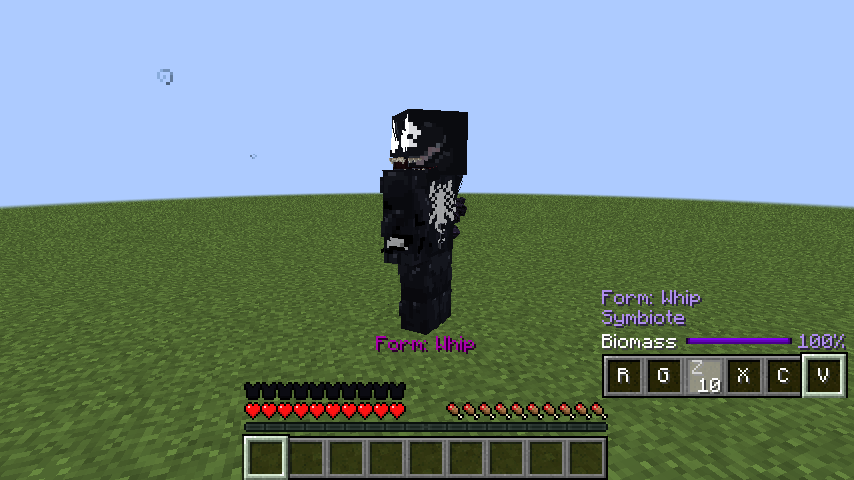 Form: Whip
Symbiote
Biomass 100%
R G Z 10 X C V
Form: Whip